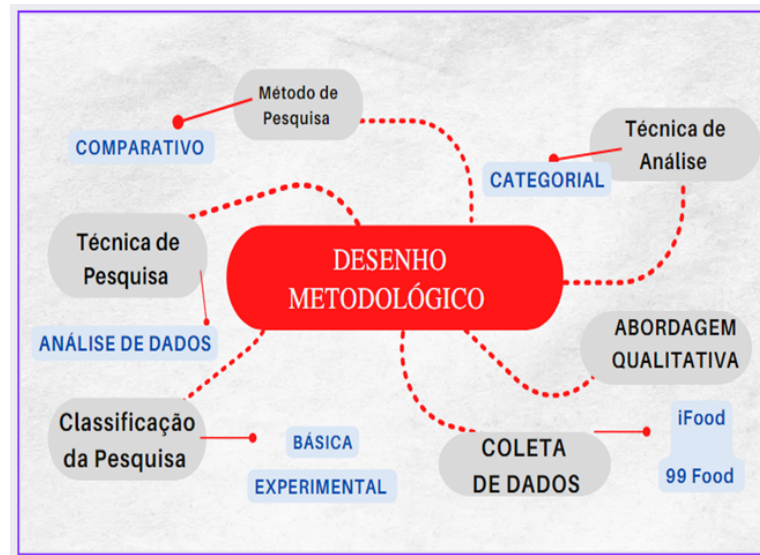 Método de
Pesquisa
COMPARATIVO
Técnica de
Análise
CATEGORIAL
Técnica de
Pesquisa
ANÁLISE DE DADOS
DESENHO
METODOLÓGICO
ABORDAGEM
QUALITATIVA
Classificação
da Pesquisa
BÁSICA
EXPERIMENTAL
COLETA
DE DADOS
iFood
99 Food